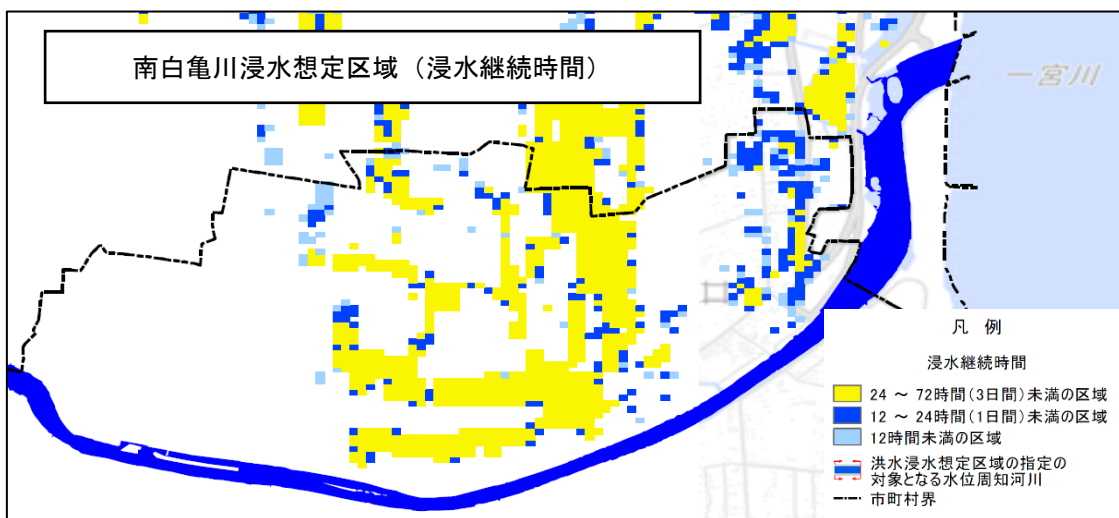 南白亀川浸水想定区域（浸水継続時間）
一宮川
凡 例
浸水継続時間
24 ～ 72時間(3日間)未満の区域
12 ～ 24時間(1日間)未満の区域
12時間未満の区域
洪水浸水想定区域の指定の
対象となる水位周知河川
市町村界